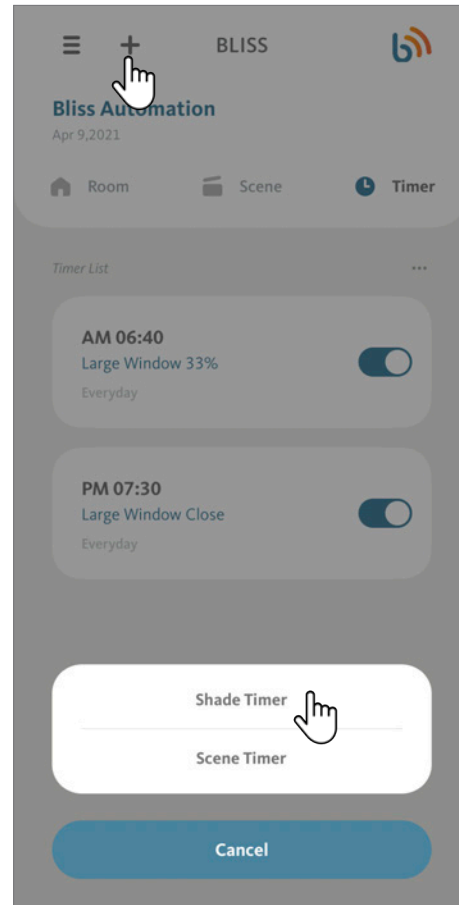 BLISS
Bliss Automation
Apr 9,2021
Room Scene Timer
Timer List
AM 06:40
Large Window 33%
Everyday
PM 07:30
Large Window Close
Everyday
Shade Timer
Scene Timer
Cancel